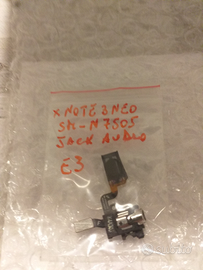 X NOTE 3 NEO
SM-N7505
JACK AUDIO
E3